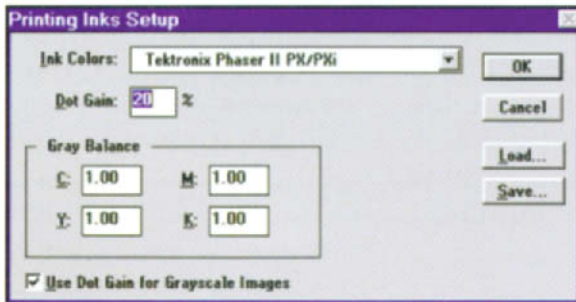 Printing Inks Setup
Ink Colors: Tektronix Phaser II PX/PXi
OK
Dot Gain: 20 %
Cancel
Gray Balance
Load...
C: 1.00 M: 1.00
Save...
Y: 1.00 K: 1.00
Use Dot Gain for Grayscale Images